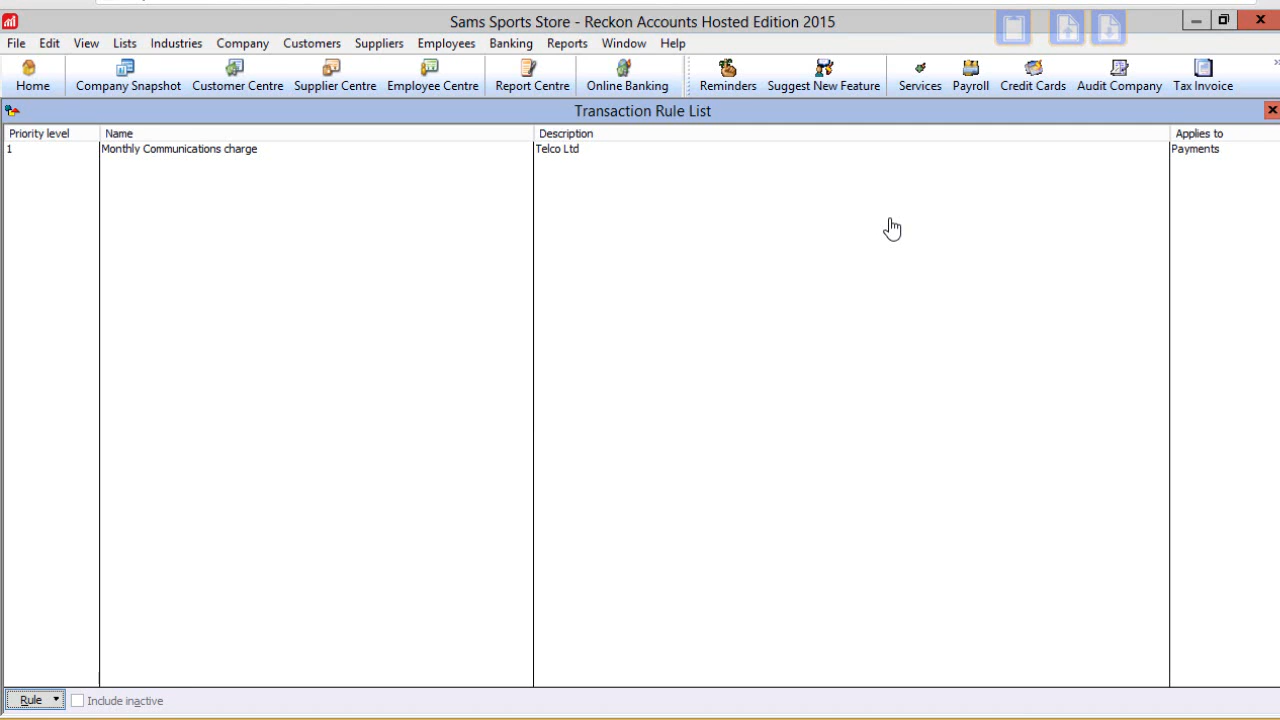 Sams Sports Store - Reckon Accounts Hosted Edition 2015
File Edit View Lists Industries Company Customers Suppliers Employees Banking Reports Window Help
Home Company Snapshot Customer Centre Supplier Centre Employee Centre Report Centre Online Banking Reminders Suggest New Feature Services Payroll Credit Cards Audit Company Tax Invoice
Transaction Rule List
Priority level Name Description Applies to
1 Monthly Communications charge Telco Ltd Payments
Rule Include inactive